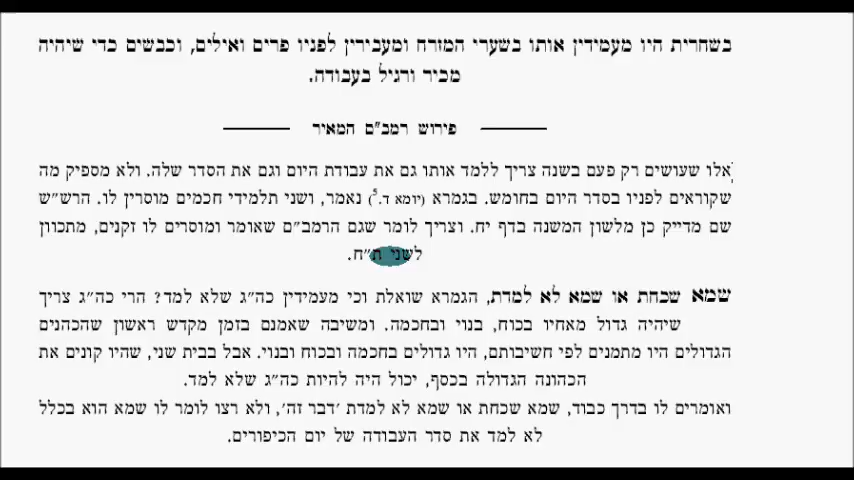 בשחרית היו מעמידין אותו בשערי המזרח ומעבירין לפניו פרים ואילים, וכבשים כדי שיהיה
מכיר ורגיל בעבודה.
פירוש רמב"ם המאיר
אלו שעושים רק פעם בשנה צריך ללמד אותו גם את עבודת היום וגם את הסדר שלה. ולא מספיק מה
שקוראים לפניו בסדר היום בחומש. בגמרא (יומא ד.) נאמר, ושני תלמידי חכמים מוסרין לו. הרש"ש
שם מדייק כן מלשון המשנה בדף יח. וצריך לומר שגם הרמב"ם שאומר ומוסרים לו זקנים, מתכוון
לשני ת"ח.
שמא שכחת או שמא לא למדת, הגמרא שואלת וכי מעמידין כה"ג שלא למד? הרי כה"ג צריך
שיהיה גדול מאחיו בכוח, בנוי ובחכמה. ומשיבה שאמנם בזמן מקדש ראשון שהכהנים
הגדולים היו מתמנים לפי חשיבותם, היו גדולים בחכמה ובכוח ובנוי. אבל בבית שני, שהיו קונים את
הכהונה הגדולה בכסף, יכול היה להיות כה"ג שלא למד.
ואומרים לו בדרך כבוד, שמא שכחת או שמא לא למדת 'דבר זה', ולא רצו לומר לו שמא הוא בכלל
לא למד את סדר העבודה של יום הכיפורים.